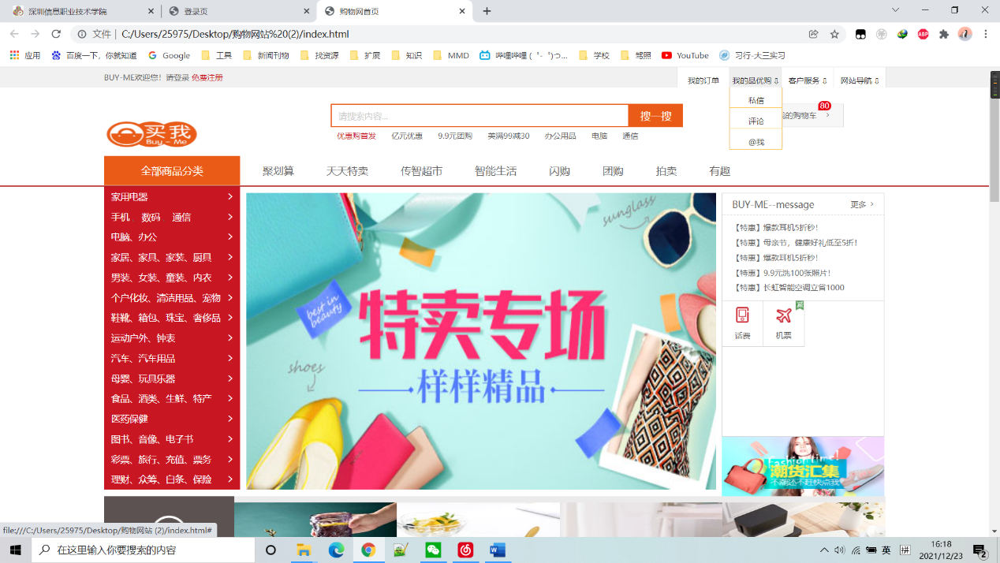 深圳信息职业技术学院
登录页
购物网首页
文件 | C:/Users/25975/Desktop/购物网站%20(2)/index.html
应用 百度一下，你就知道 Google 工具 新闻刊物 找资源 扩展 知识 MMD 哔哩哔哩 (゜-゜)つ... 学校 驾照 YouTube 习行-大三实习
BUY-ME欢迎您！请登录 免费注册
我的订单 我的品优购⇩ 客户服务⇩ 网站导航⇩
私信
评论
@我
买我
Buy-Me
请搜索内容... 搜一搜
的购物车 > 80
优惠购首发 亿元优惠 9.9元团购 美满99减30 办公用品 电脑 通信
全部商品分类 聚划算 天天特卖 传智超市 智能生活 闪购 团购 拍卖 有趣
家用电器 >
手机 数码 通信 >
电脑、办公 >
家居、家具、家装、厨具 >
男装、女装、童装、内衣 >
个户化妆、清洁用品、宠物 >
鞋靴、箱包、珠宝、奢侈品 >
运动户外、钟表 >
汽车、汽车用品 >
母婴、玩具乐器 >
食品、酒类、生鲜、特产 >
医药保健 >
图书、音像、电子书 >
彩票、旅行、充值、票务 >
理财、众筹、白条、保险 >
sunglass
best in beauty
特卖专场
shoes
样样精品
BUY-ME--message 更多 >
【特惠】爆款耳机5折秒！
【特惠】母亲节，健康好礼低至5折！
【特惠】爆款耳机5折秒！
【特惠】9.9元洗100张照片！
【特惠】长虹智能空调立省1000
话费 机票
Fashion time!
潮货汇集
不潮还不赶快点我
file:///C:/Users/25975/Desktop/购物网站 (2)/index.html#
在这里输入你要搜索的内容
英 拼
16:18
2021/12/23
2